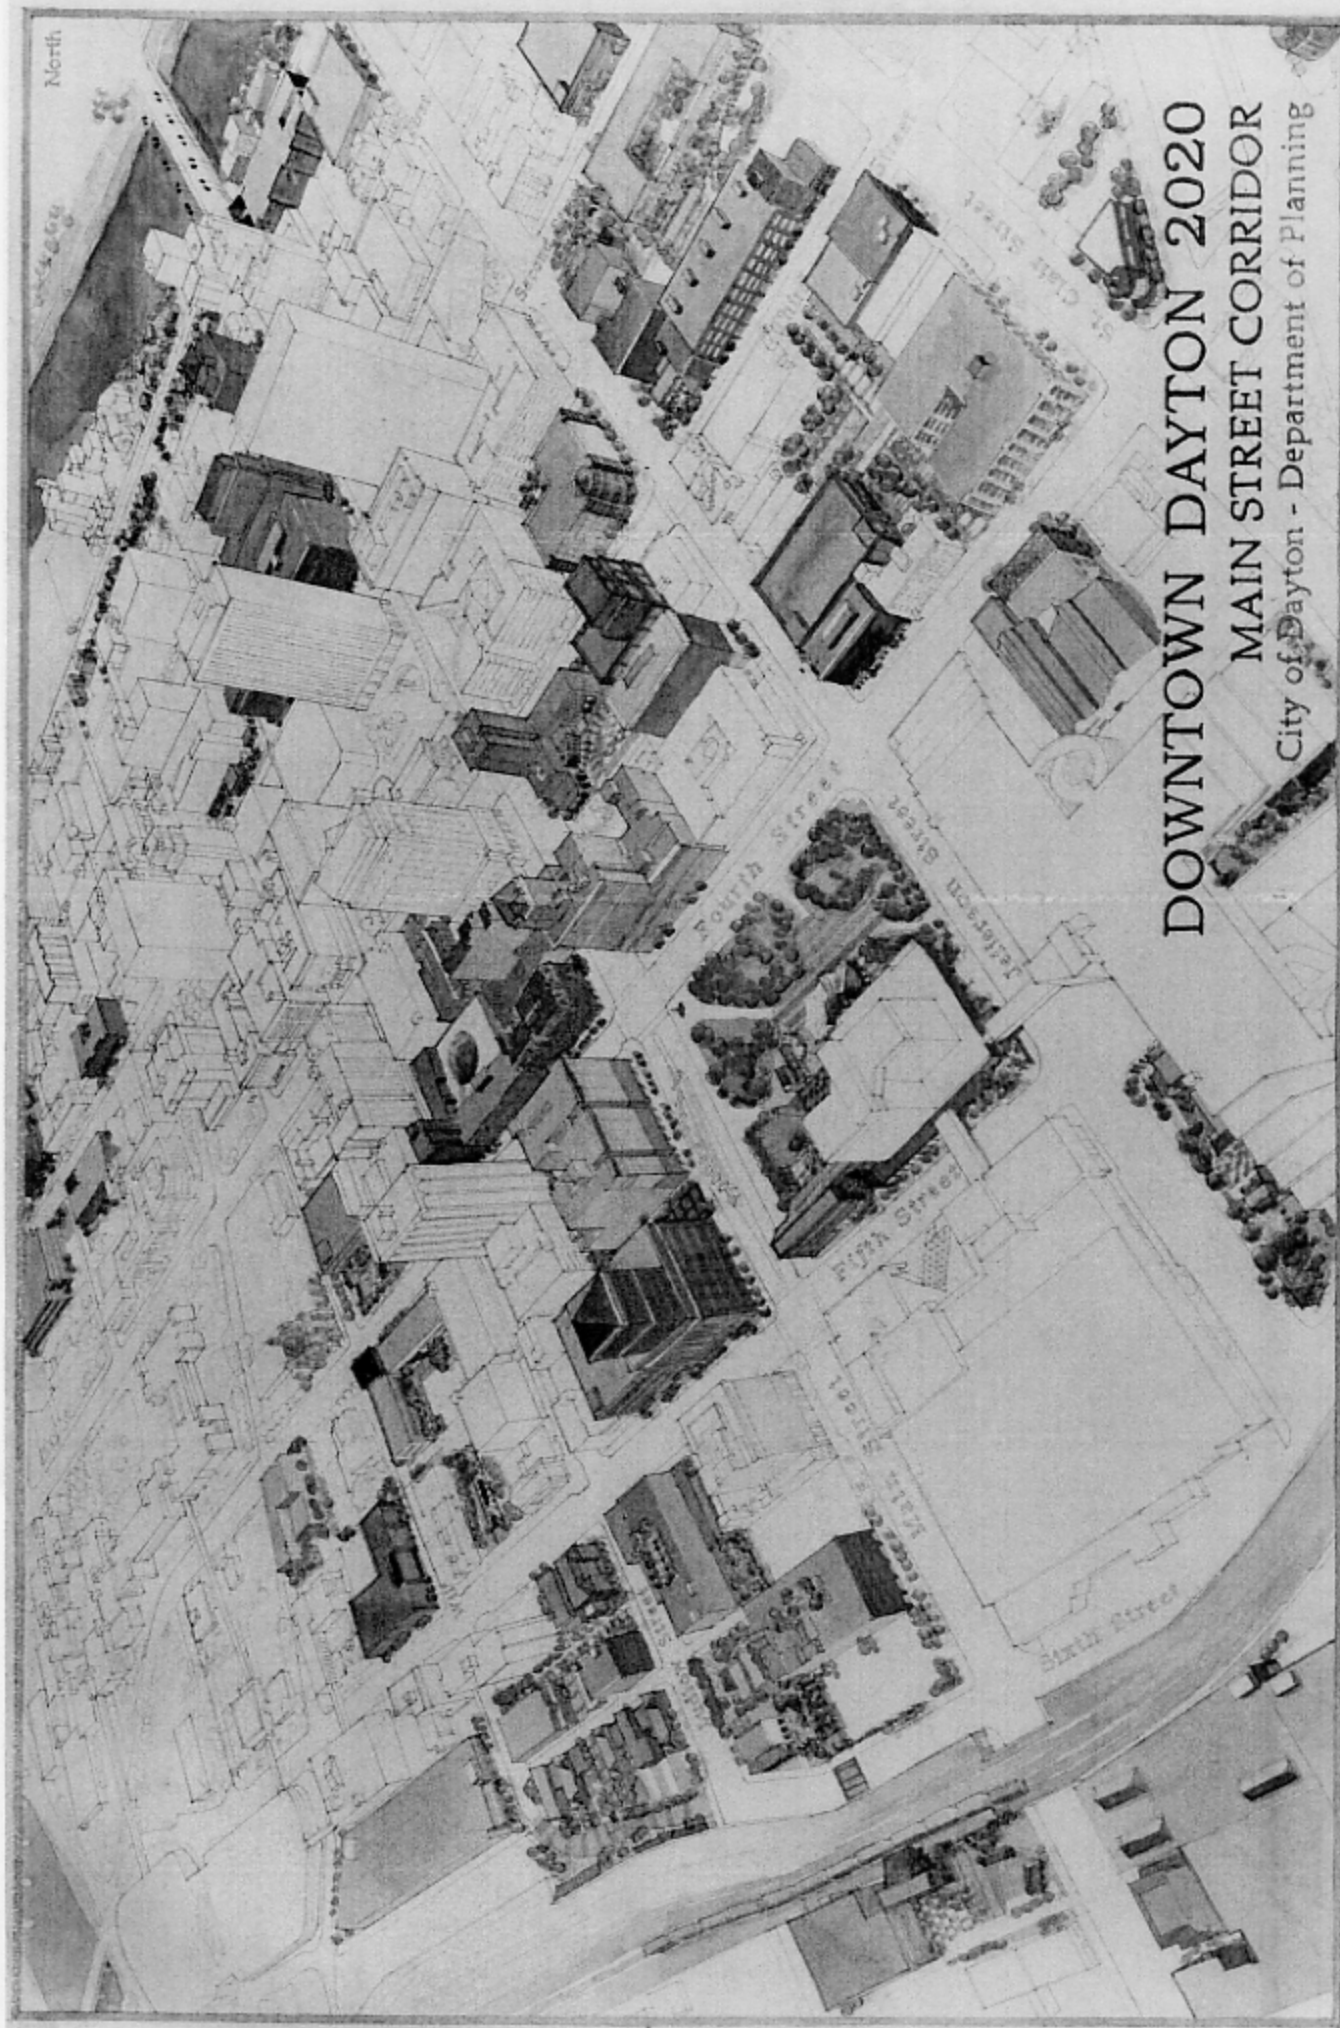 North
Fourth Street
St Clair Street
Jefferson Street
Fifth Street
Main Street
Sixth Street
DOWNTOWN DAYTON 2020
MAIN STREET CORRIDOR
City of Dayton - Department of Planning